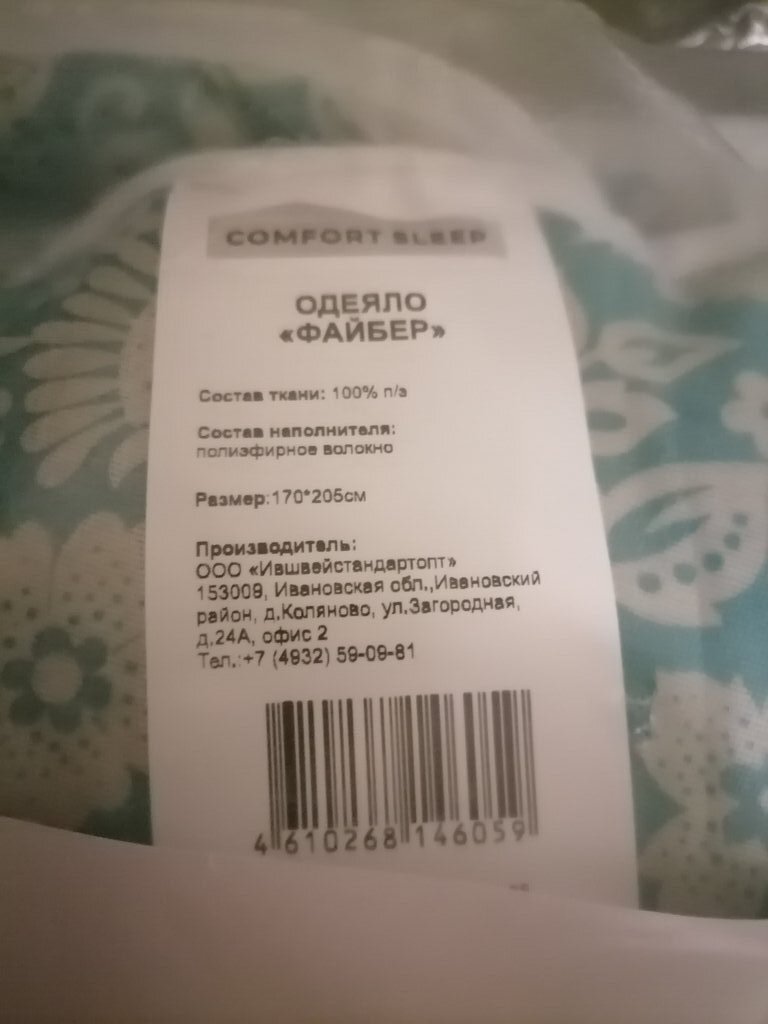 COMFORT SLEEP
ОДЕЯЛО
«ФАЙБЕР»
Состав ткани: 100% п/э
Состав наполнителя:
полиэфирное волокно
Размер:170*205см
Производитель:
ООО «Ившвейстандартопт»
153009, Ивановская обл.,Ивановский
район, д.Коляново, ул.Загородная,
д.24А, офис 2
Тел.:+7 (4932) 59-09-81
4 610268 146059